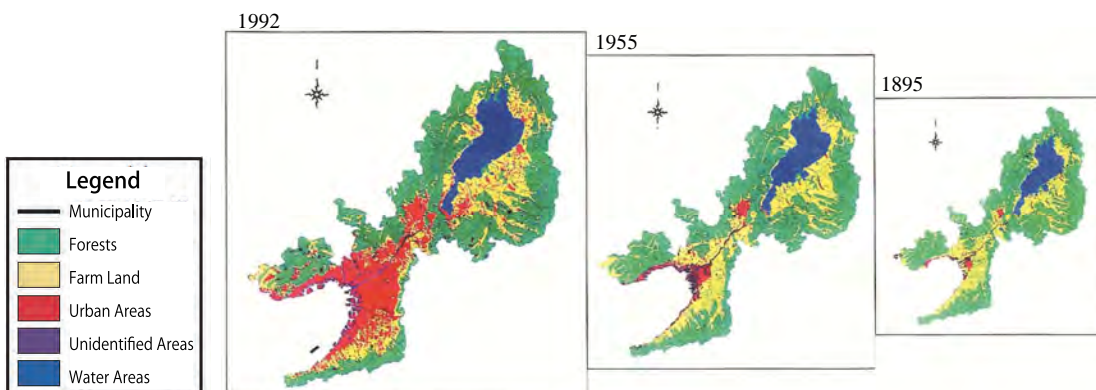 1992
1955
1895
Legend
Municipality
Forests
Farm Land
Urban Areas
Unidentified Areas
Water Areas